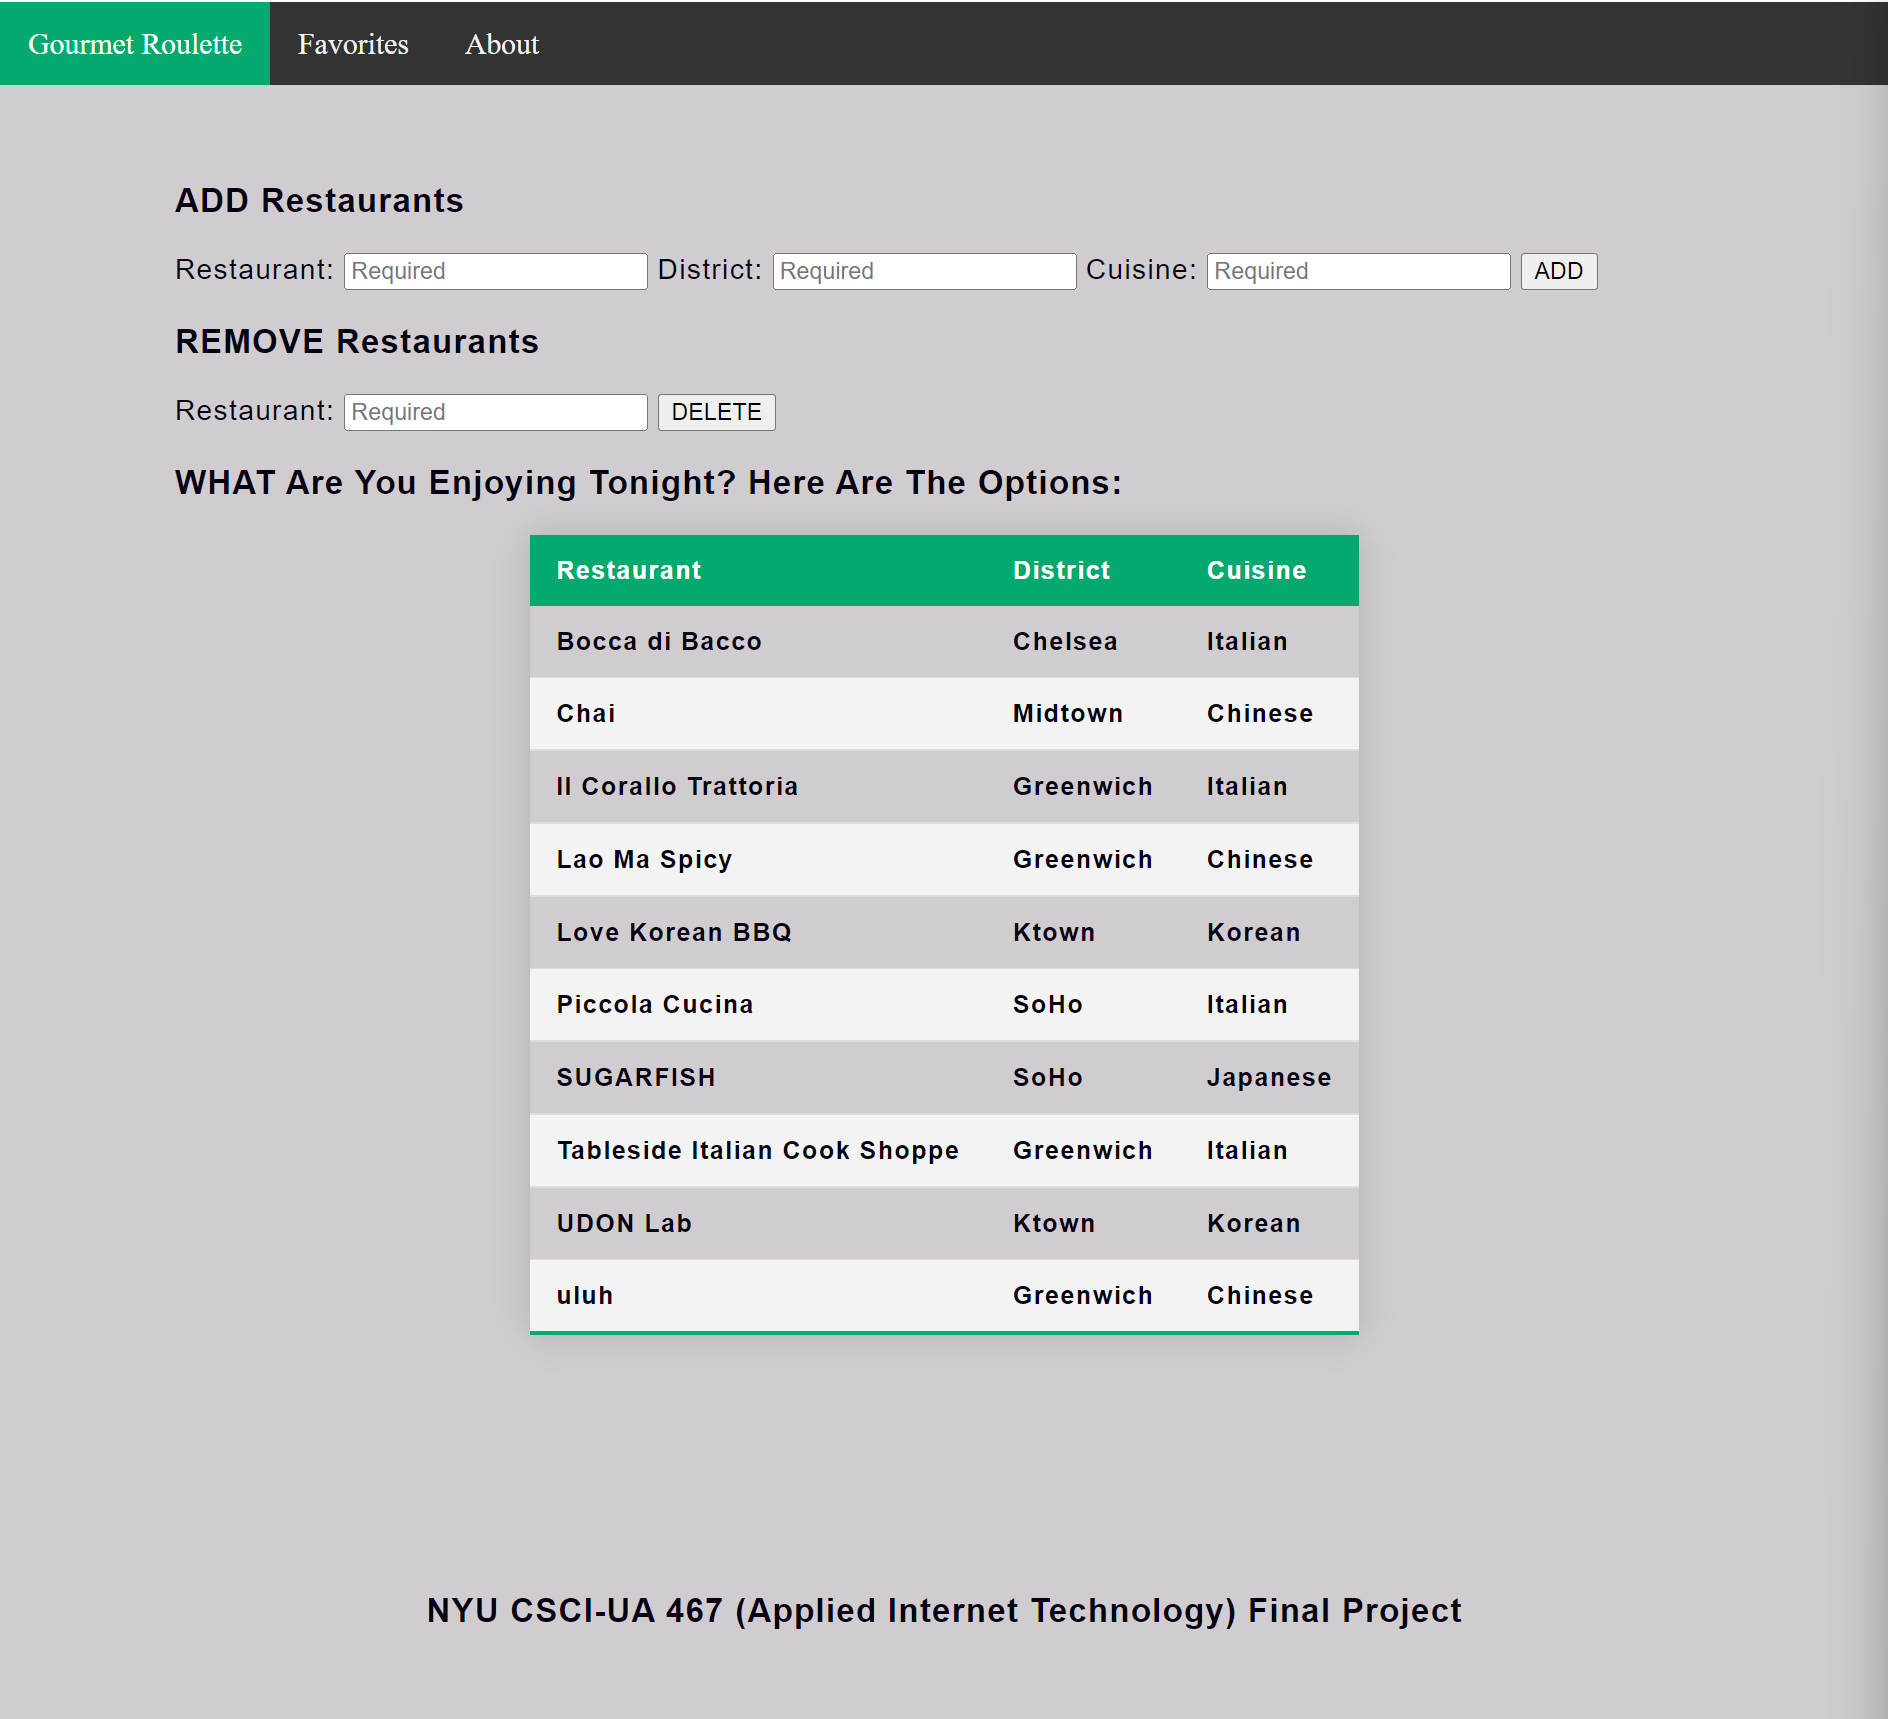 Gourmet Roulette Favorites About
ADD Restaurants
Restaurant: Required District: Required Cuisine: Required ADD
REMOVE Restaurants
Restaurant: Required DELETE
WHAT Are You Enjoying Tonight? Here Are The Options:
Restaurant District Cuisine
Bocca di Bacco Chelsea Italian
Chai Midtown Chinese
Il Corallo Trattoria Greenwich Italian
Lao Ma Spicy Greenwich Chinese
Love Korean BBQ Ktown Korean
Piccola Cucina SoHo Italian
SUGARFISH SoHo Japanese
Tableside Italian Cook Shoppe Greenwich Italian
UDON Lab Ktown Korean
uluh Greenwich Chinese
NYU CSCI-UA 467 (Applied Internet Technology) Final Project